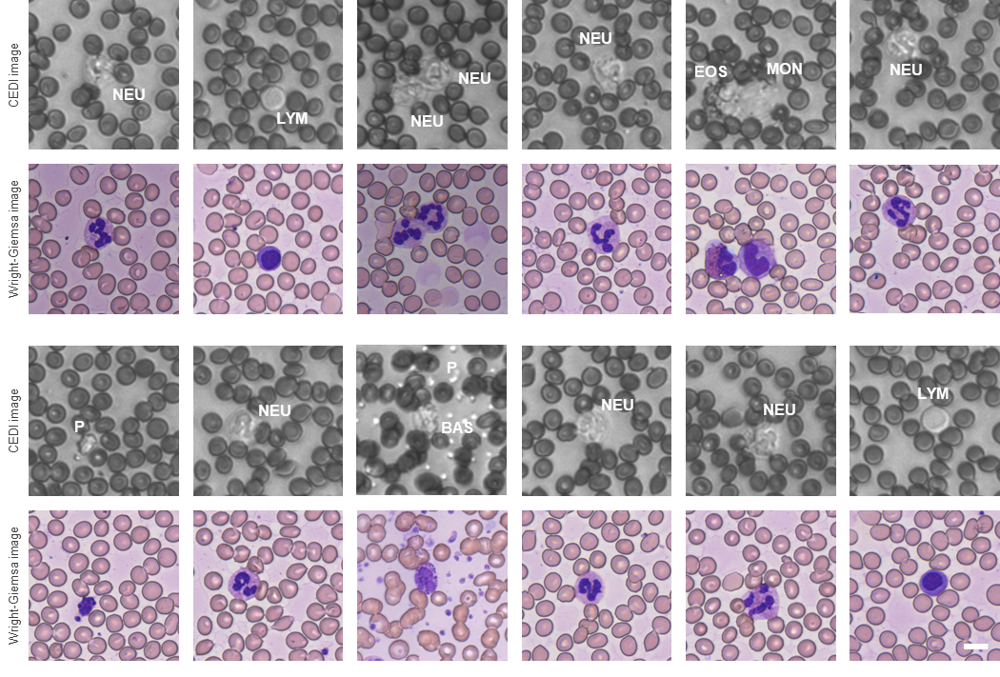 CEDI image
NEU
LYM
NEU
NEU
NEU
EOS
MON
NEU
Wright-Giemsa image
CEDI image
P
NEU
P
BAS
NEU
NEU
LYM
Wright-Giemsa image